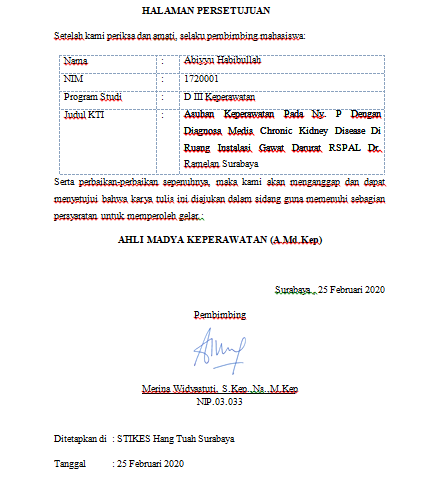 HALAMAN PERSETUJUAN
Setelah kami periksa dan amati, selaku pembimbing mahasiswa:
Nama : Abiyyu Habibullah
NIM : 1720001
Program Studi : D III Keperawatan
Judul KTI : Asuhan Keperawatan Pada Ny. P Dengan
Diagnosa Medis Chronic Kidney Disease Di
Ruang Instalasi Gawat Darurat RSPAL Dr.
Ramelan Surabaya
Serta perbaikan-perbaikan sepenuhnya, maka kami akan menganggap dan dapat
menyetujui bahwa karya tulis ini diajukan dalam sidang guna memenuhi sebagian
persyaratan untuk memperoleh gelar.:
AHLI MADYA KEPERAWATAN (A.Md.Kep)
Surabaya., 25 Februari 2020
Pembimbing
Merina Widyastuti, S.Kep.,Ns.,M.Kep
NIP.03.033
Ditetapkan di : STIKES Hang Tuah Surabaya
Tanggal : 25 Februari 2020